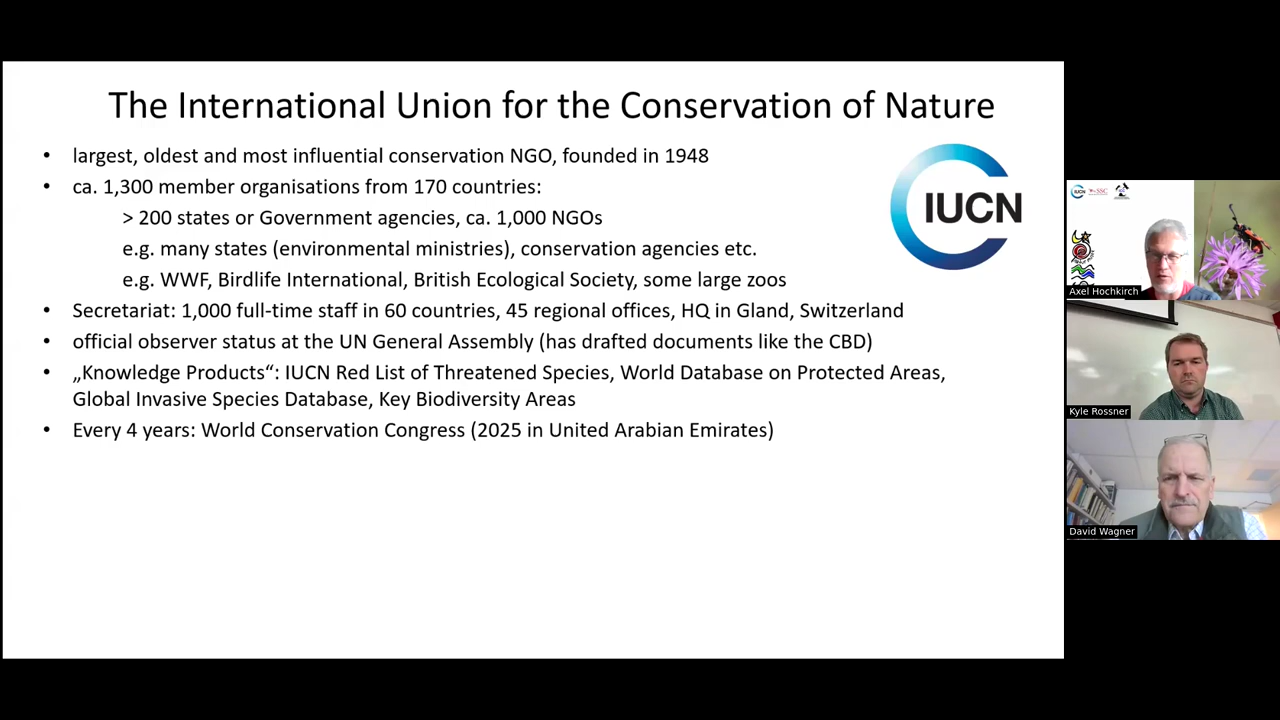 The International Union for the Conservation of Nature
• largest, oldest and most influential conservation NGO, founded in 1948
• ca. 1,300 member organisations from 170 countries:
> 200 states or Government agencies, ca. 1,000 NGOs
e.g. many states (environmental ministries), conservation agencies etc.
e.g. WWF, Birdlife International, British Ecological Society, some large zoos
• Secretariat: 1,000 full-time staff in 60 countries, 45 regional offices, HQ in Gland, Switzerland
• official observer status at the UN General Assembly (has drafted documents like the CBD)
• „Knowledge Products“: IUCN Red List of Threatened Species, World Database on Protected Areas,
Global Invasive Species Database, Key Biodiversity Areas
• Every 4 years: World Conservation Congress (2025 in United Arabian Emirates)
IUCN
IUCN
SSC
Axel Hochkirch
Kyle Rossner
David Wagner